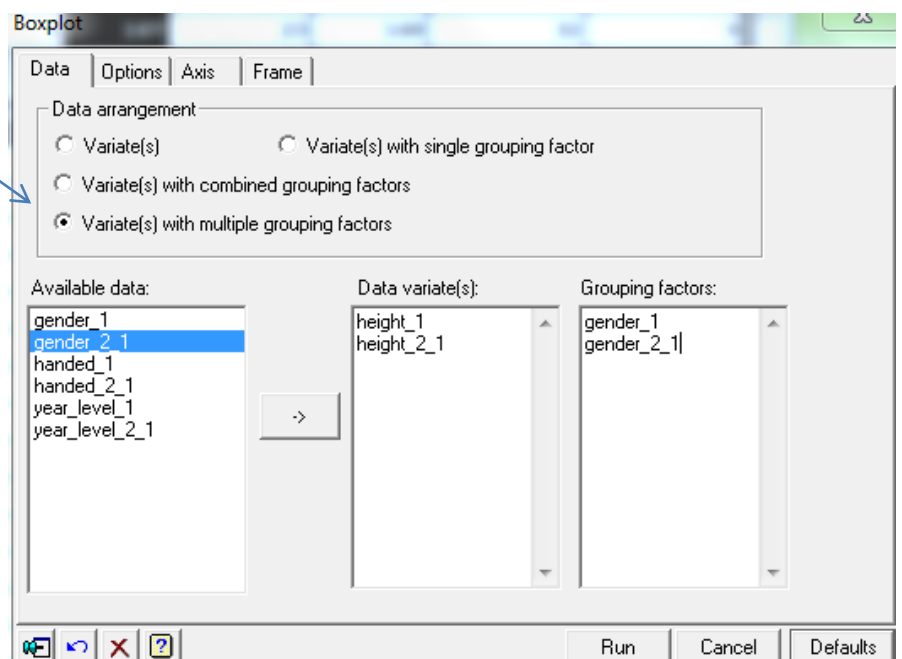 Boxplot
Data Options Axis Frame
Data arrangement
Variate(s) Variate(s) with single grouping factor
Variate(s) with combined grouping factors
Variate(s) with multiple grouping factors
Available data: Data variate(s): Grouping factors:
gender_1 height_1 gender_1
gender_2_1 height_2_1 gender_2_1
handed_1
handed_2_1
year_level_1
year_level_2_1
->
Run Cancel Defaults